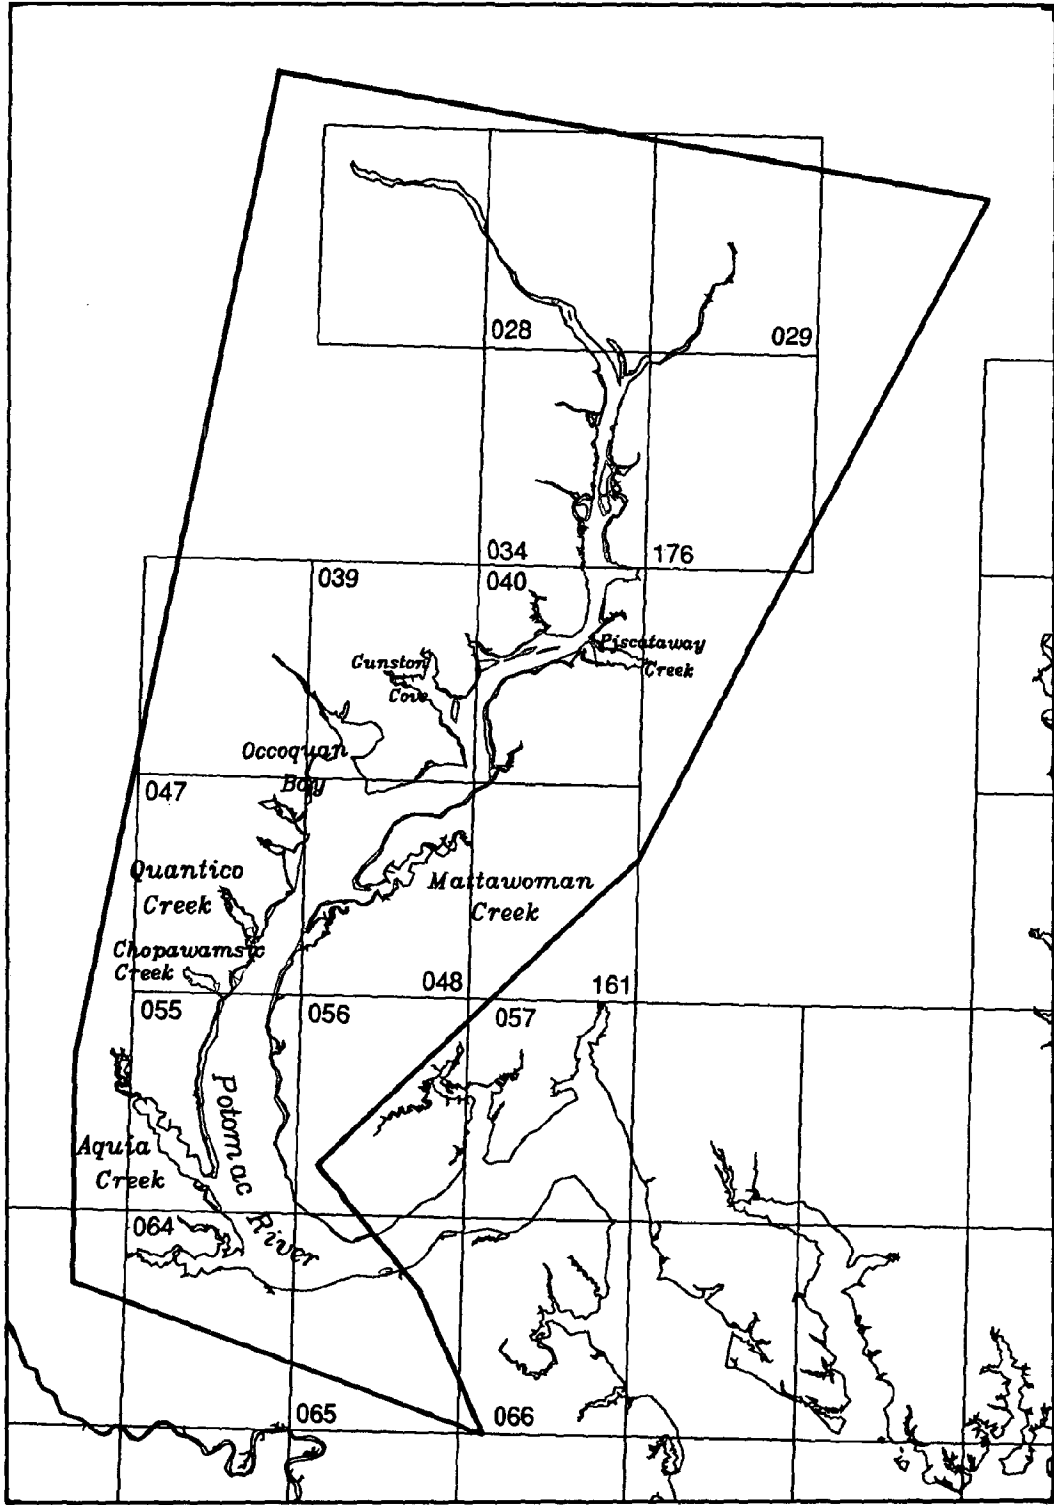 028
029
034
176
039
040
Piscataway
Creek
Gunston
Cove
Occoquan
Bay
047
Quantico
Creek
Mattawoman
Creek
Chopawamsic
Creek
048
161
055
056
057
Potomac
River
Aquia
Creek
064
065
066